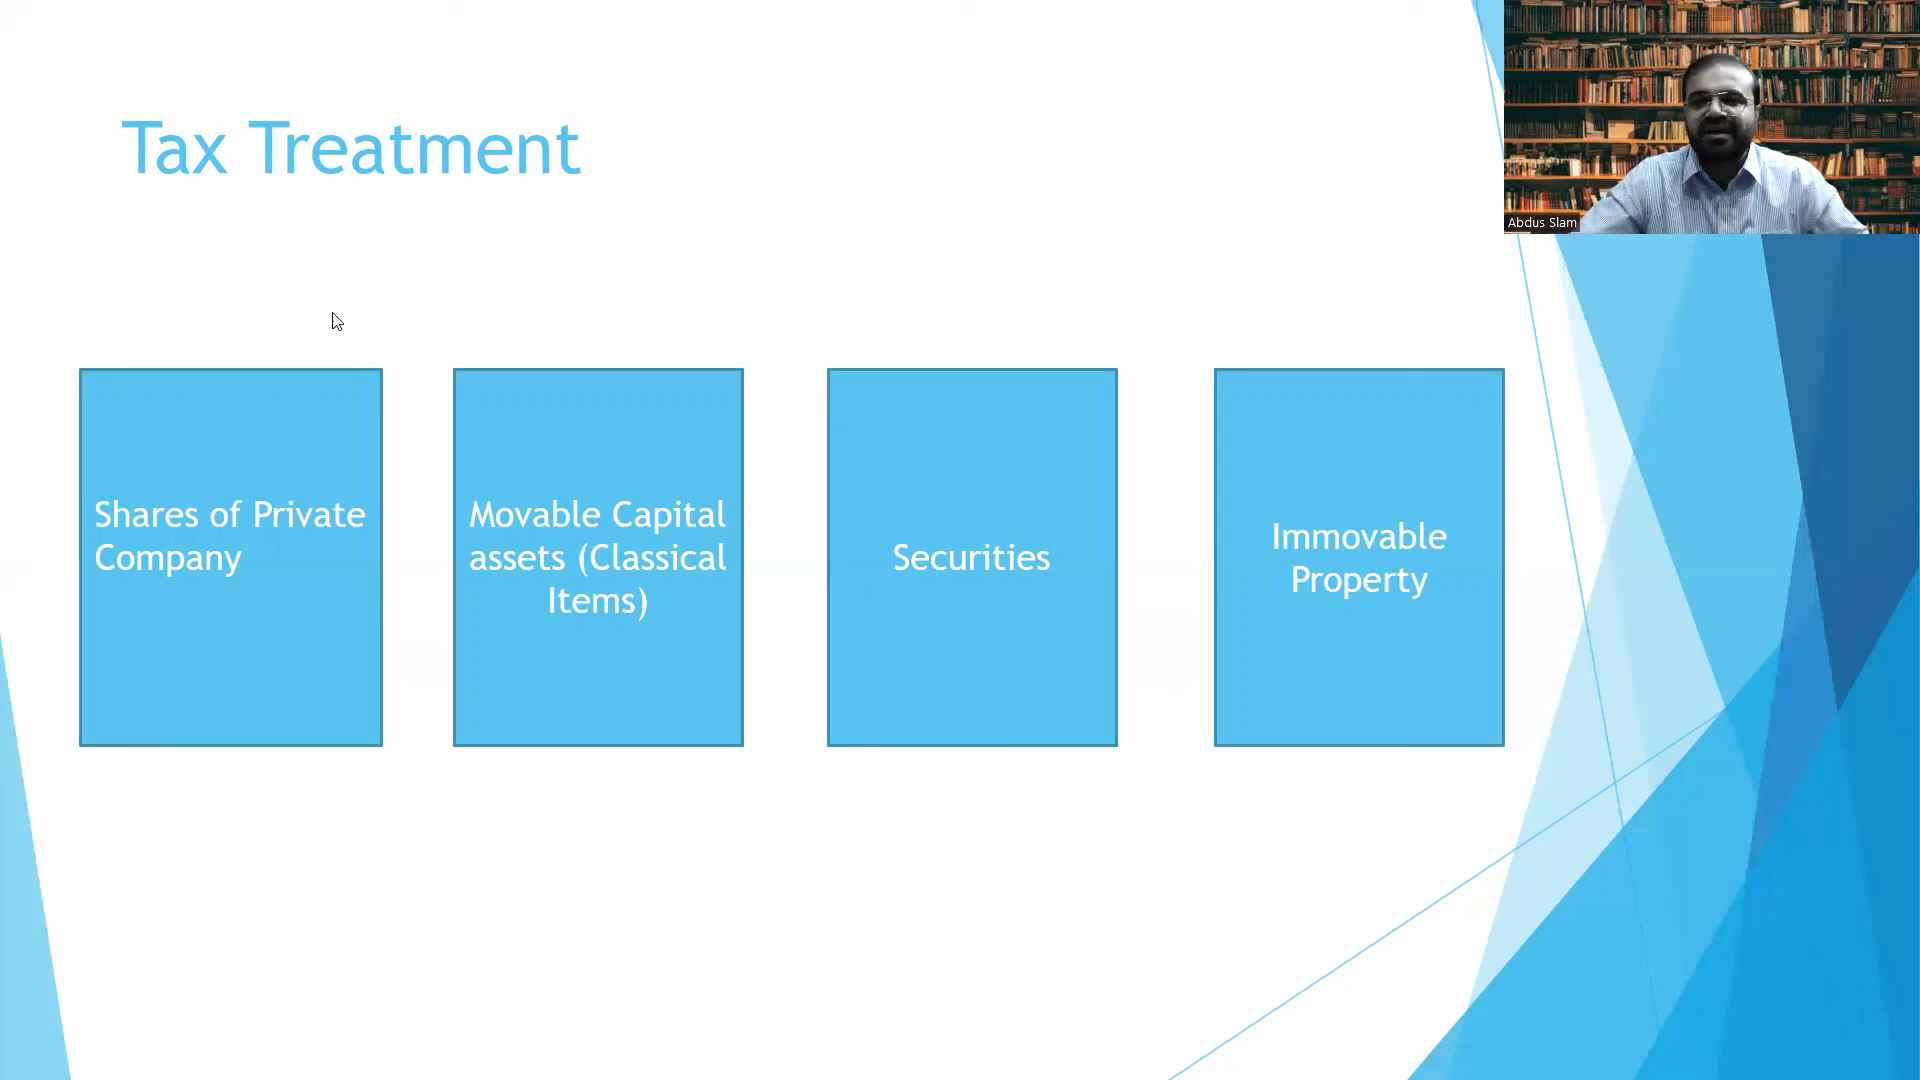 Tax Treatment
Abdus Slam
Shares of Private
Company
Movable Capital
assets (Classical
Items)
Securities
Immovable
Property